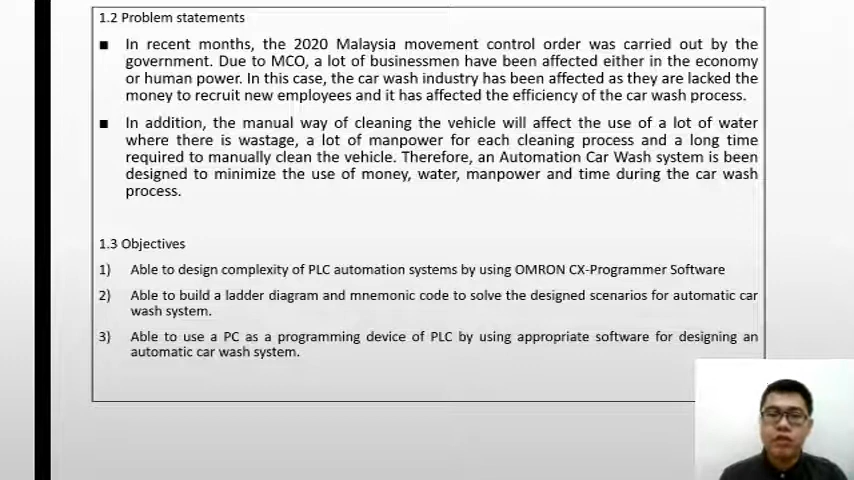 1.2 Problem statements
■ In recent months, the 2020 Malaysia movement control order was carried out by the
government. Due to MCO, a lot of businessmen have been affected either in the economy
or human power. In this case, the car wash industry has been affected as they are lacked the
money to recruit new employees and it has affected the efficiency of the car wash process.
■ In addition, the manual way of cleaning the vehicle will affect the use of a lot of water
where there is wastage, a lot of manpower for each cleaning process and a long time
required to manually clean the vehicle. Therefore, an Automation Car Wash system is been
designed to minimize the use of money, water, manpower and time during the car wash
process.
1.3 Objectives
1) Able to design complexity of PLC automation systems by using OMRON CX-Programmer Software
2) Able to build a ladder diagram and mnemonic code to solve the designed scenarios for automatic car
wash system.
3) Able to use a PC as a programming device of PLC by using appropriate software for designing an
automatic car wash system.